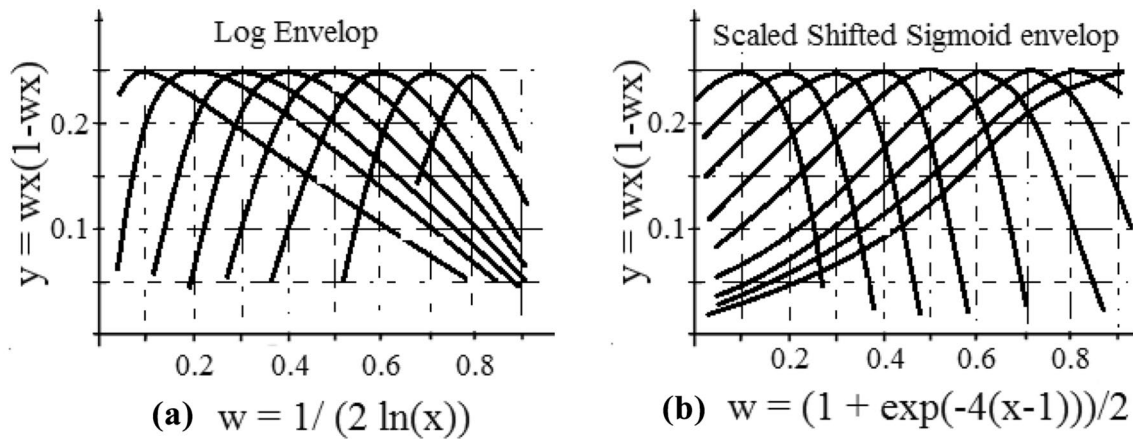 Log Envelop
y = wx(1-wx)
0.2
0.1
0.2 0.4 0.6 0.8
(a) w = 1/ (2 ln(x))
Scaled Shifted Sigmoid envelop
y = wx(1-wx)
0.2
0.1
0.2 0.4 0.6 0.8
(b) w = (1 + exp(-4(x-1)))/2